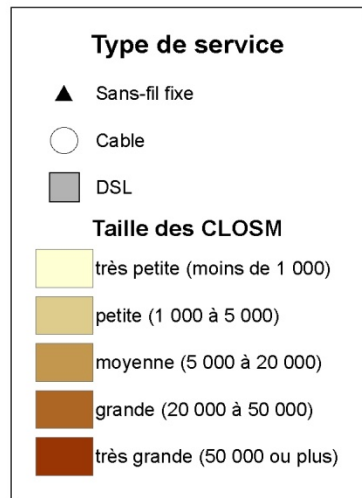 Type de service
Sans-fil fixe
Cable
DSL
Taille des CLOSM
très petite (moins de 1 000)
petite (1 000 à 5 000)
moyenne (5 000 à 20 000)
grande (20 000 à 50 000)
très grande (50 000 ou plus)